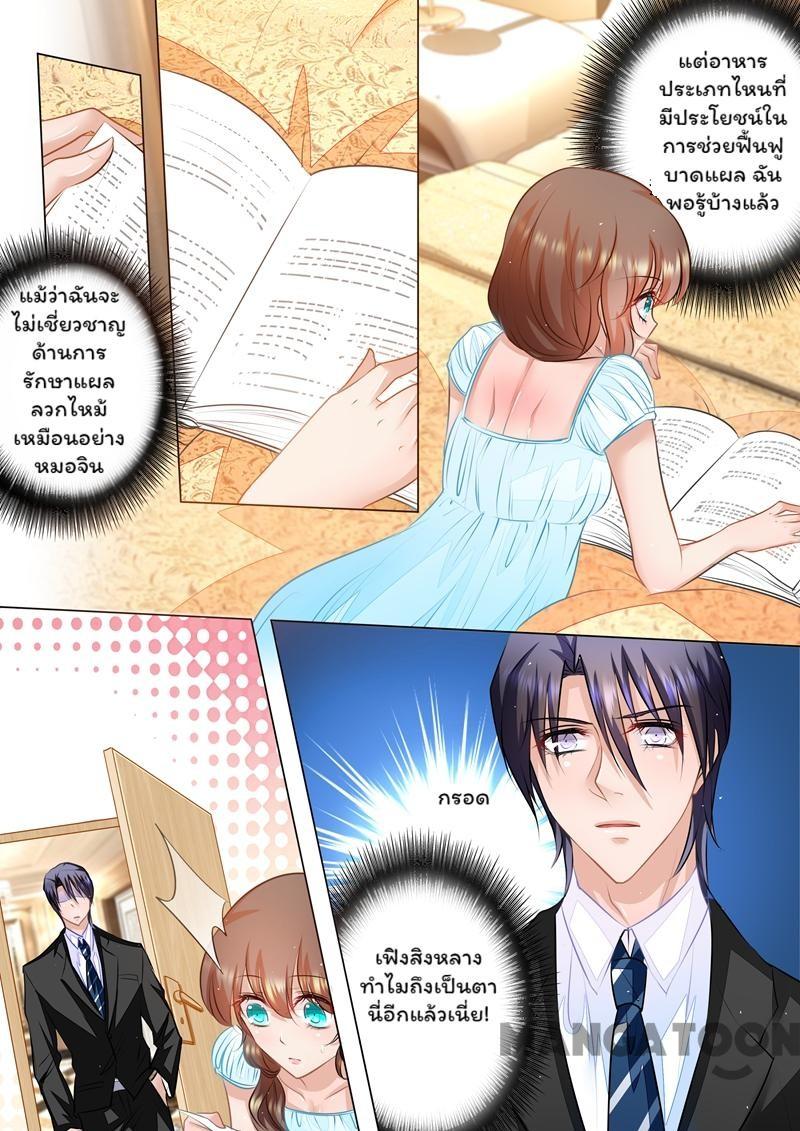 แม้ว่าฉันจะ
ไม่เชี่ยวชาญ
ด้านการ
รักษาแผล
ลวกไหม้
เหมือนอย่าง
หมอจิน
แต่อาหาร
ประเภทไหนที่
มีประโยชน์ใน
การช่วยฟื้นฟู
บาดแผล ฉัน
พอรู้บ้างแล้ว
กรอด
เฟิงสิงหลาง
ทำไมถึงเป็นตา
นี่อีกแล้วเนี่ย!
MANGATOON